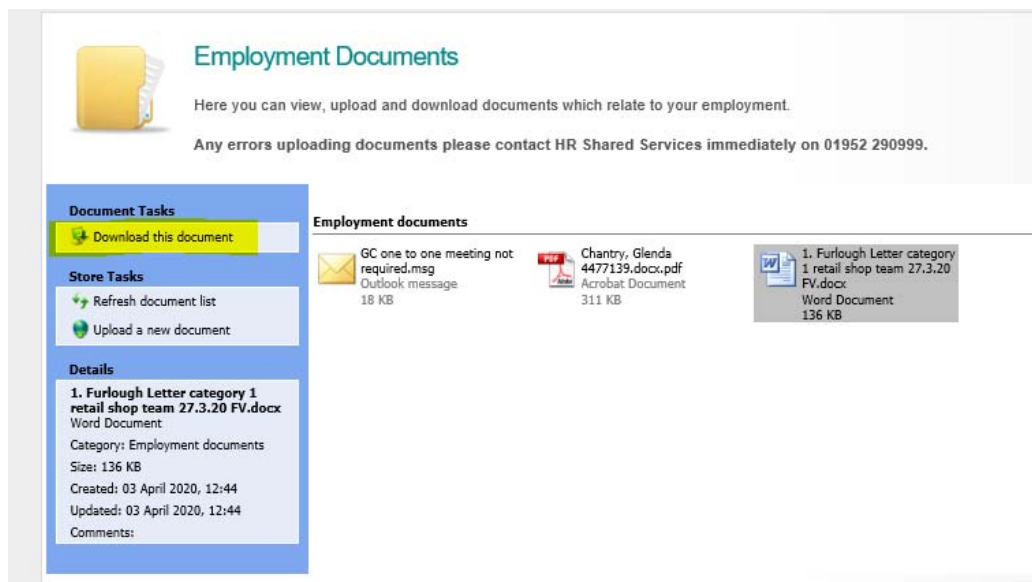 Employment Documents
Here you can view, upload and download documents which relate to your employment.
Any errors uploading documents please contact HR Shared Services immediately on 01952 290999.
Document Tasks
Download this document
Store Tasks
Refresh document list
Upload a new document
Details
1. Furlough Letter category 1
retail shop team 27.3.20 FV.docx
Word Document
Category: Employment documents
Size: 136 KB
Created: 03 April 2020, 12:44
Updated: 03 April 2020, 12:44
Comments:
Employment documents
GC one to one meeting not
required.msg
Outlook message
18 KB
PDF
Adobe
Chantry, Glenda
4477139.docx.pdf
Acrobat Document
311 KB
W
1. Furlough Letter category
1 retail shop team 27.3.20
FV.docx
Word Document
136 KB